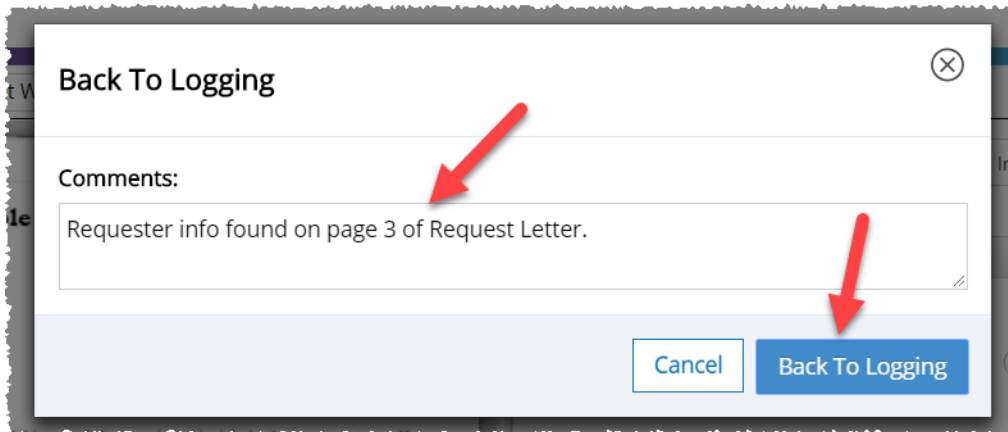 Back To Logging
Comments:
Requester info found on page 3 of Request Letter.
Cancel
Back To Logging